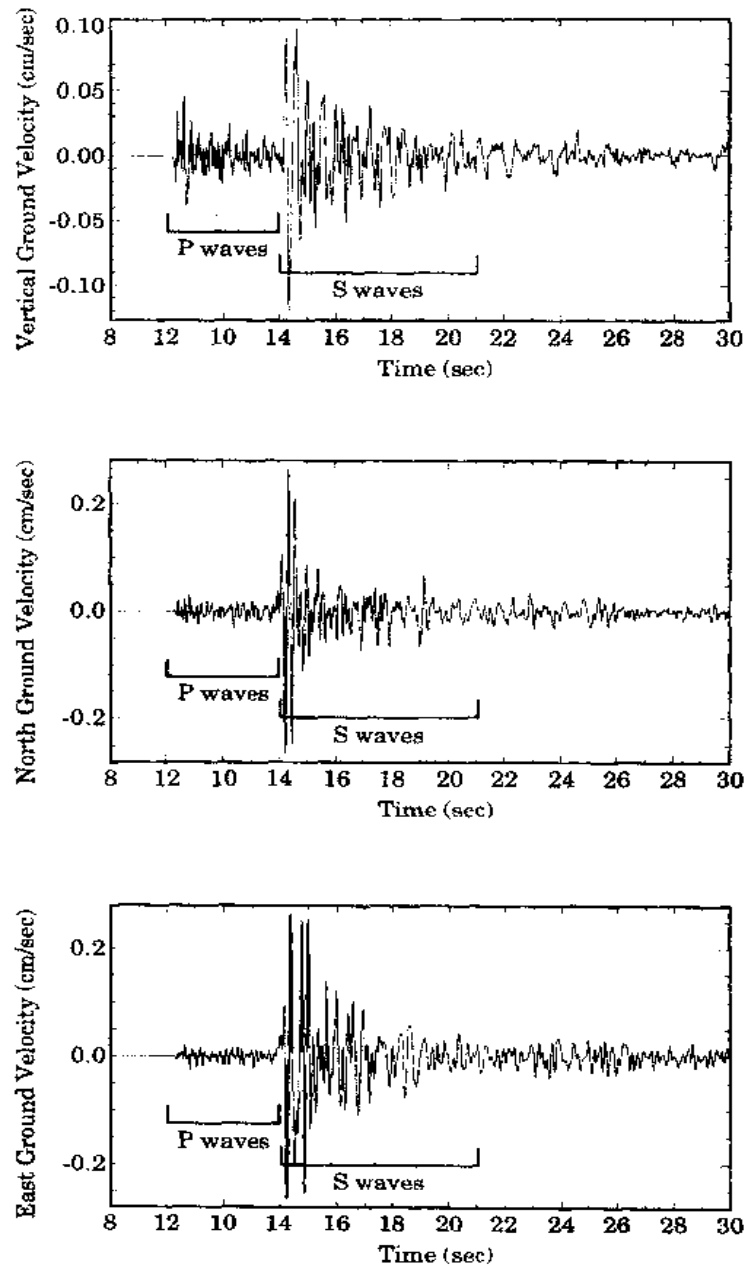 Vertical Ground Velocity (cm/sec)
0.10
0.05
0.00
-0.05
-0.10
P waves
S waves
8 12 10 14 16 18 20 22 24 26 28 30
Time (sec)
North Ground Velocity (cm/sec)
0.2
0.0
-0.2
P waves
S waves
8 12 10 14 16 18 20 22 24 26 28 30
Time (sec)
East Ground Velocity (cm/sec)
0.2
0.0
-0.2
P waves
S waves
8 12 10 14 16 18 20 22 24 26 28 30
Time (sec)